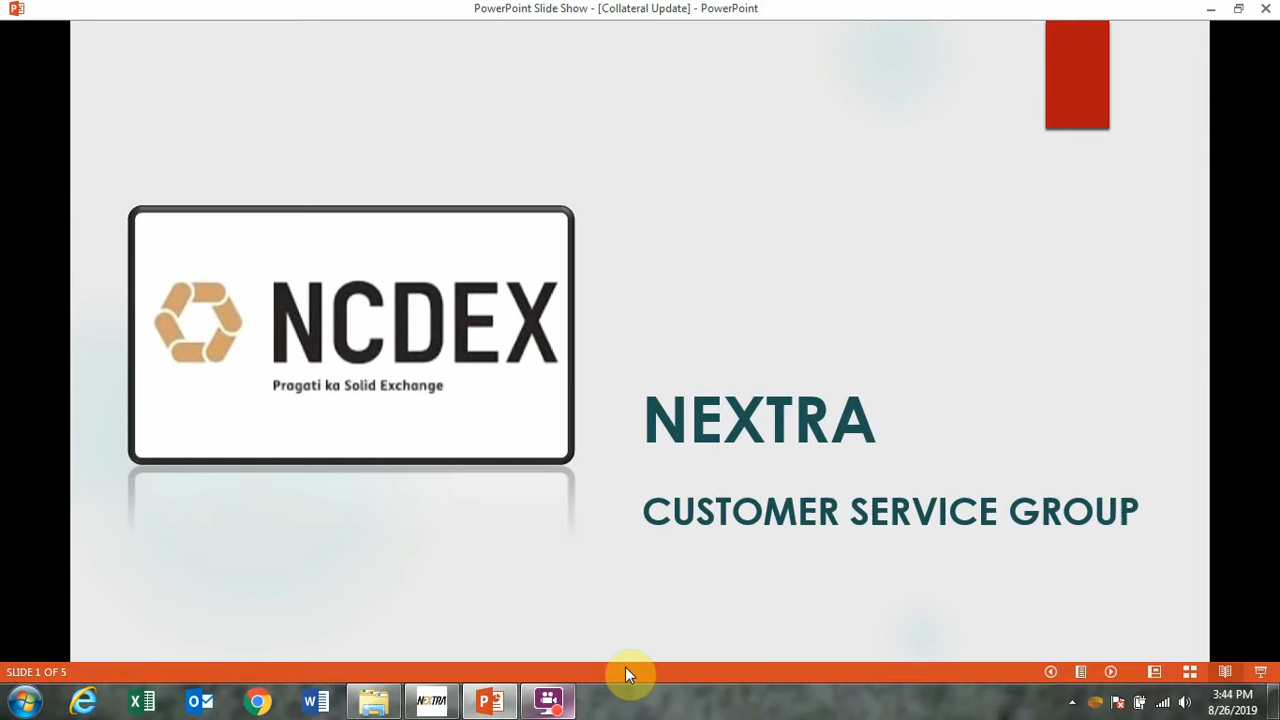 PowerPoint Slide Show - [Collateral Update] - PowerPoint
NCDEX
Pragati ka Solid Exchange
NEXTRA
CUSTOMER SERVICE GROUP
SLIDE 1 OF 5
NEXTRA
3:44 PM
8/26/2019